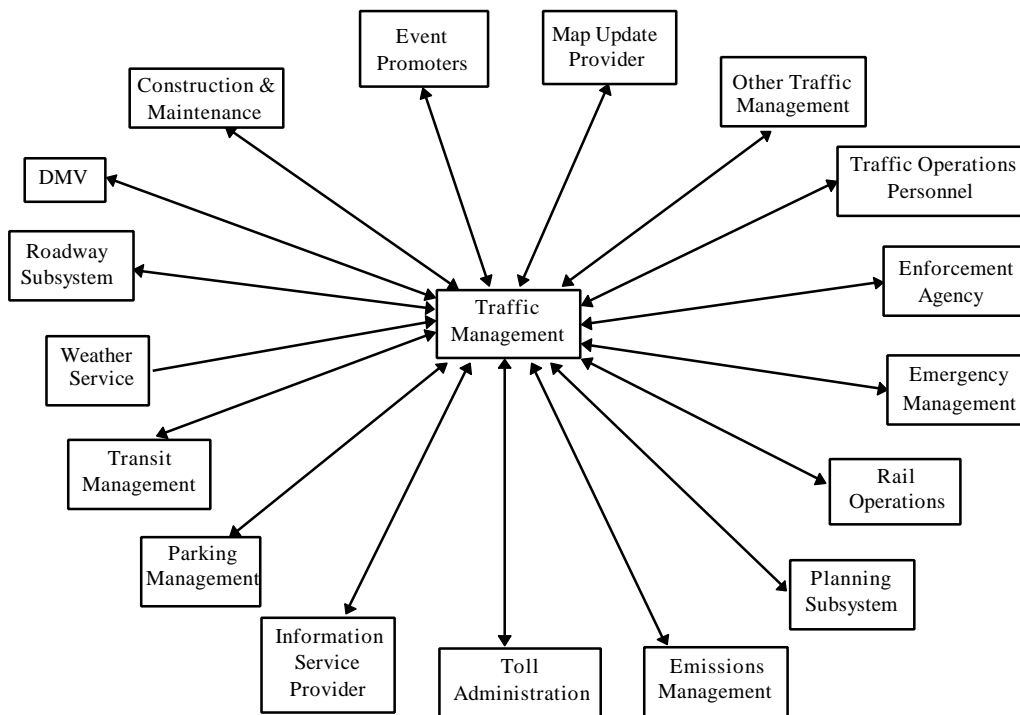 Event
Promoters
Map Update
Provider
Construction &
Maintenance
Other Traffic
Management
DMV
Traffic Operations
Personnel
Roadway
Subsystem
Enforcement
Agency
Traffic
Management
Weather
Service
Emergency
Management
Transit
Management
Rail
Operations
Parking
Management
Planning
Subsystem
Information
Service
Provider
Toll
Administration
Emissions
Management